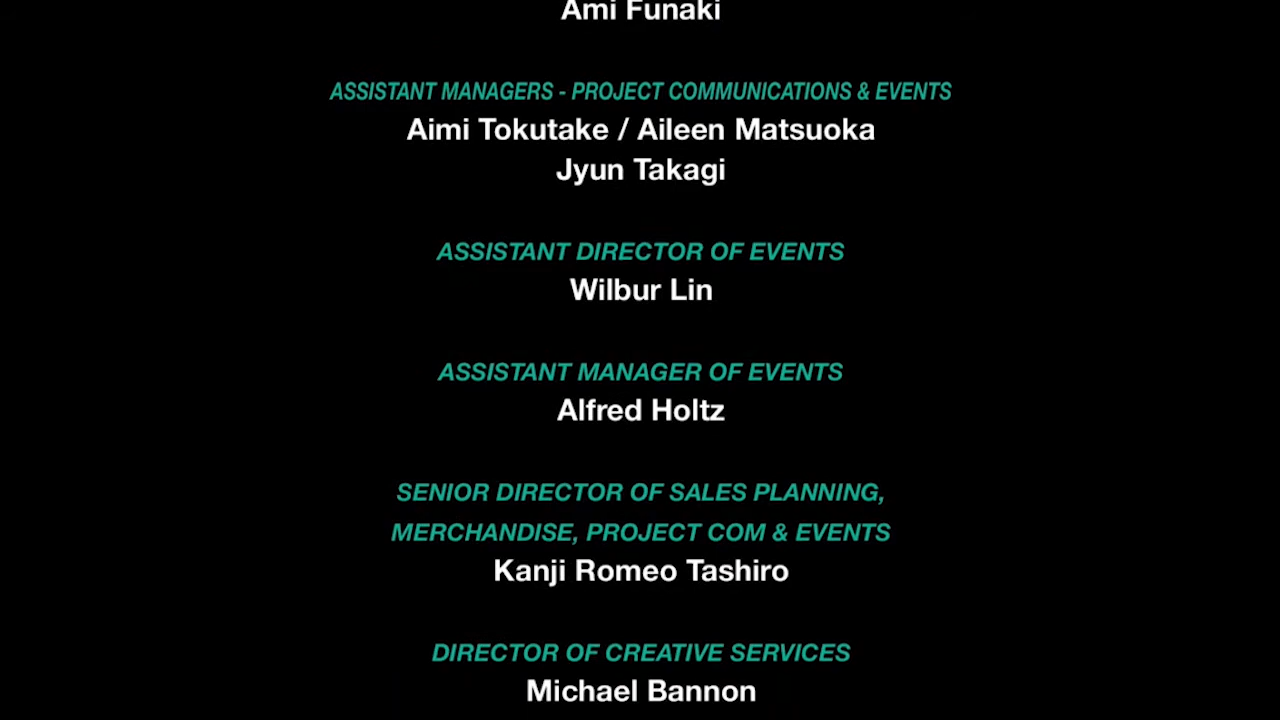 Ami Funaki
ASSISTANT MANAGERS - PROJECT COMMUNICATIONS & EVENTS
Aimi Tokutake / Aileen Matsuoka
Jyun Takagi
ASSISTANT DIRECTOR OF EVENTS
Wilbur Lin
ASSISTANT MANAGER OF EVENTS
Alfred Holtz
SENIOR DIRECTOR OF SALES PLANNING,
MERCHANDISE, PROJECT COM & EVENTS
Kanji Romeo Tashiro
DIRECTOR OF CREATIVE SERVICES
Michael Bannon